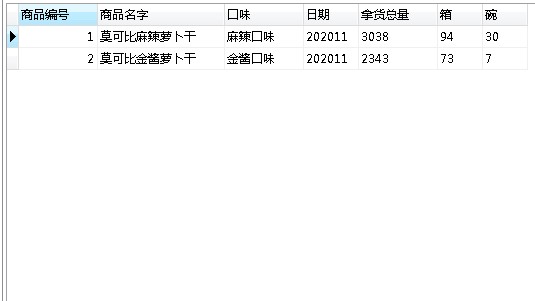 商品编号 商品名字 口味 日期 拿货总量 箱 碗
1 莫可比麻辣萝卜干 麻辣口味 202011 3038 94 30
2 莫可比金酱萝卜干 金酱口味 202011 2343 73 7